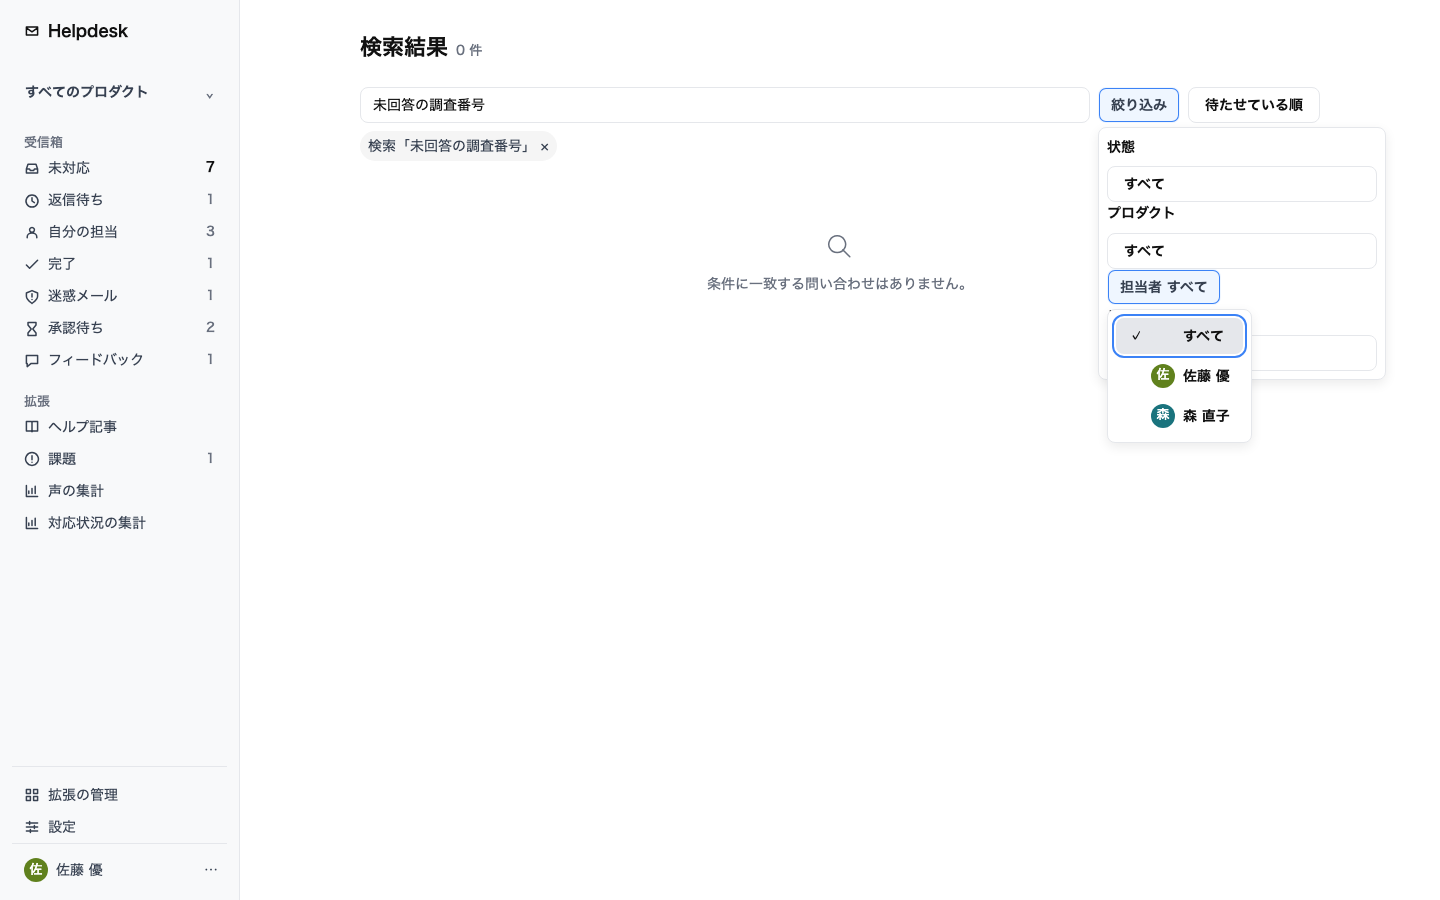 Helpdesk
すべてのプロダクト
受信箱
未対応 7
返信待ち 1
自分の担当 3
完了 1
迷惑メール 1
承認待ち 2
フィードバック 1
拡張
ヘルプ記事
課題 1
声の集計
対応状況の集計
拡張の管理
設定
佐 佐藤 優 …
検索結果 0 件
未回答の調査番号 絞り込み 待たせている順
検索「未回答の調査番号」 ×
条件に一致する問い合わせはありません。
状態
すべて
プロダクト
すべて
担当者 すべて
✓ すべて
佐 佐藤 優
森 森 直子